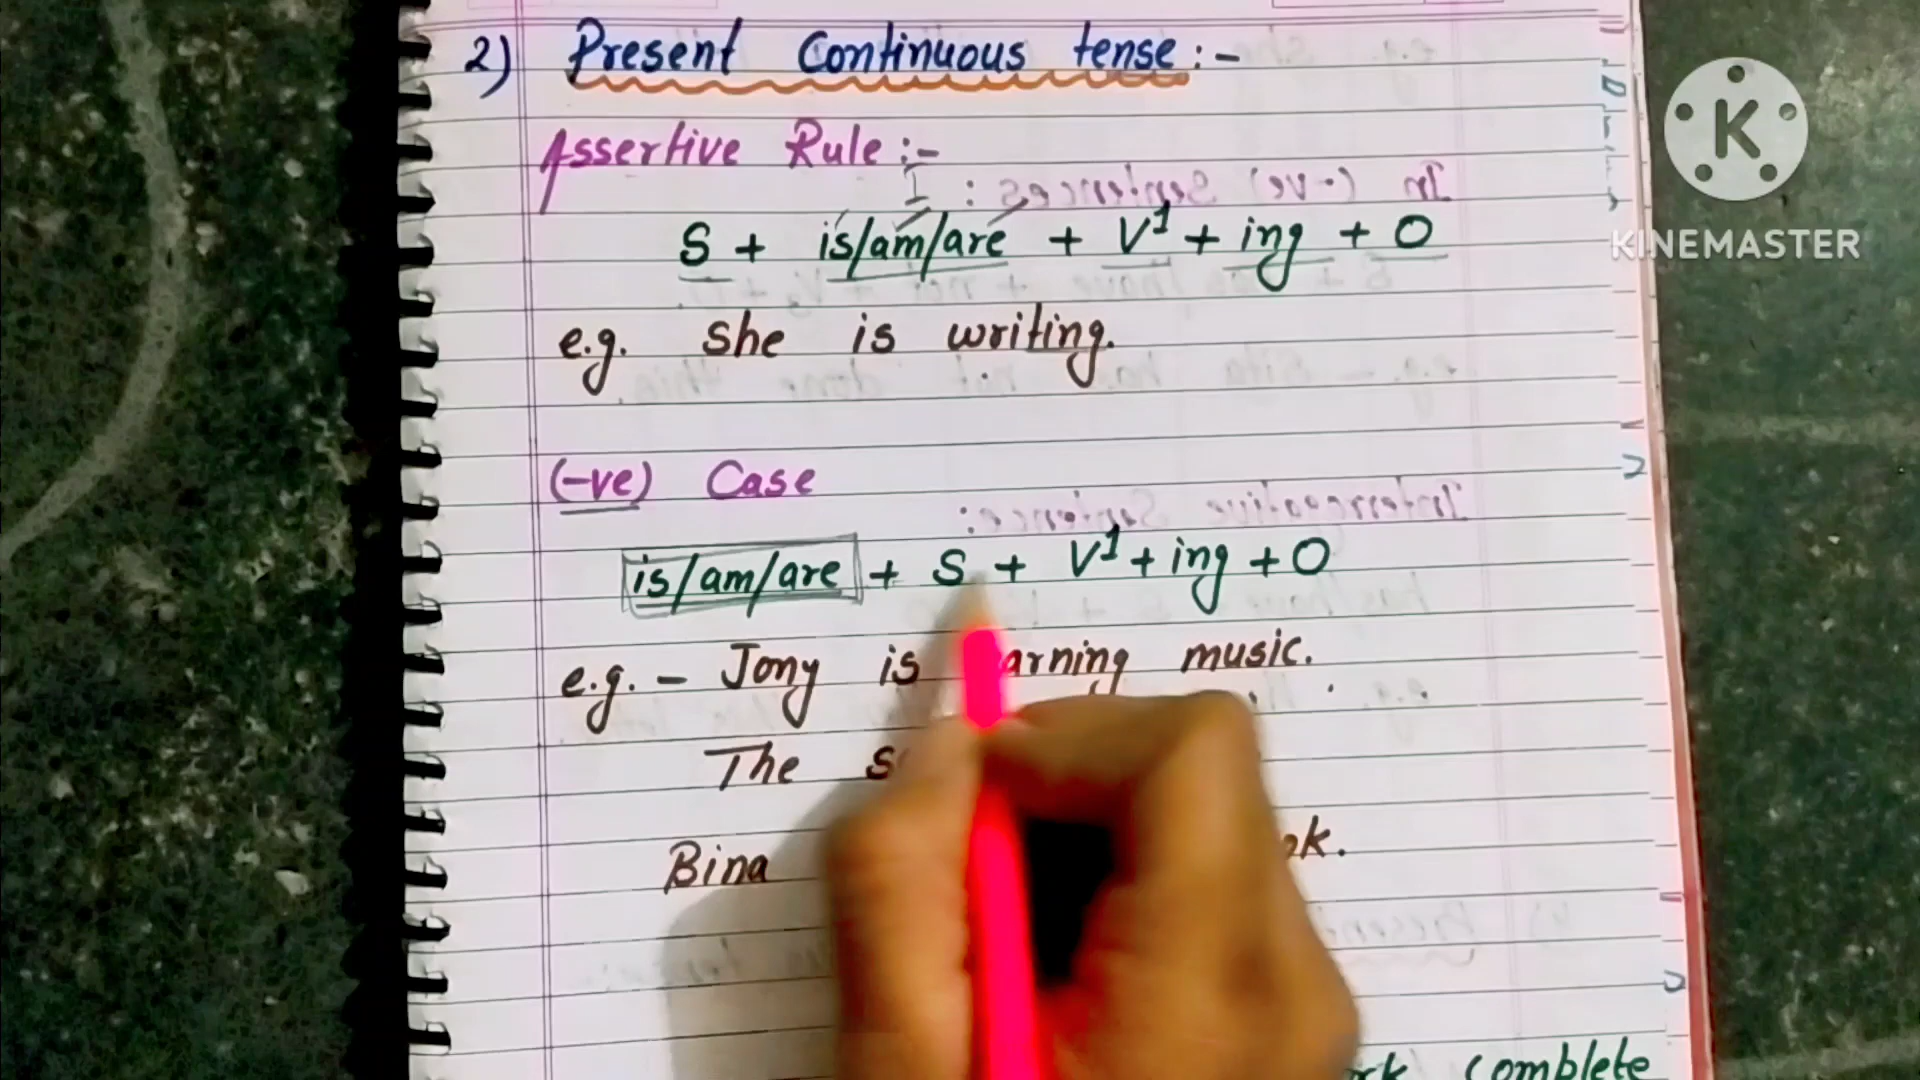 2) Present Continuous tense :-
Assertive Rule :-
S + is/am/are + V¹ + ing + O
e.g. She is writing.
(-ve) Case
is/am/are + S + V¹ + ing + O
e.g. - Jony is music.
The
Bina
complete
K
KINEMASTER